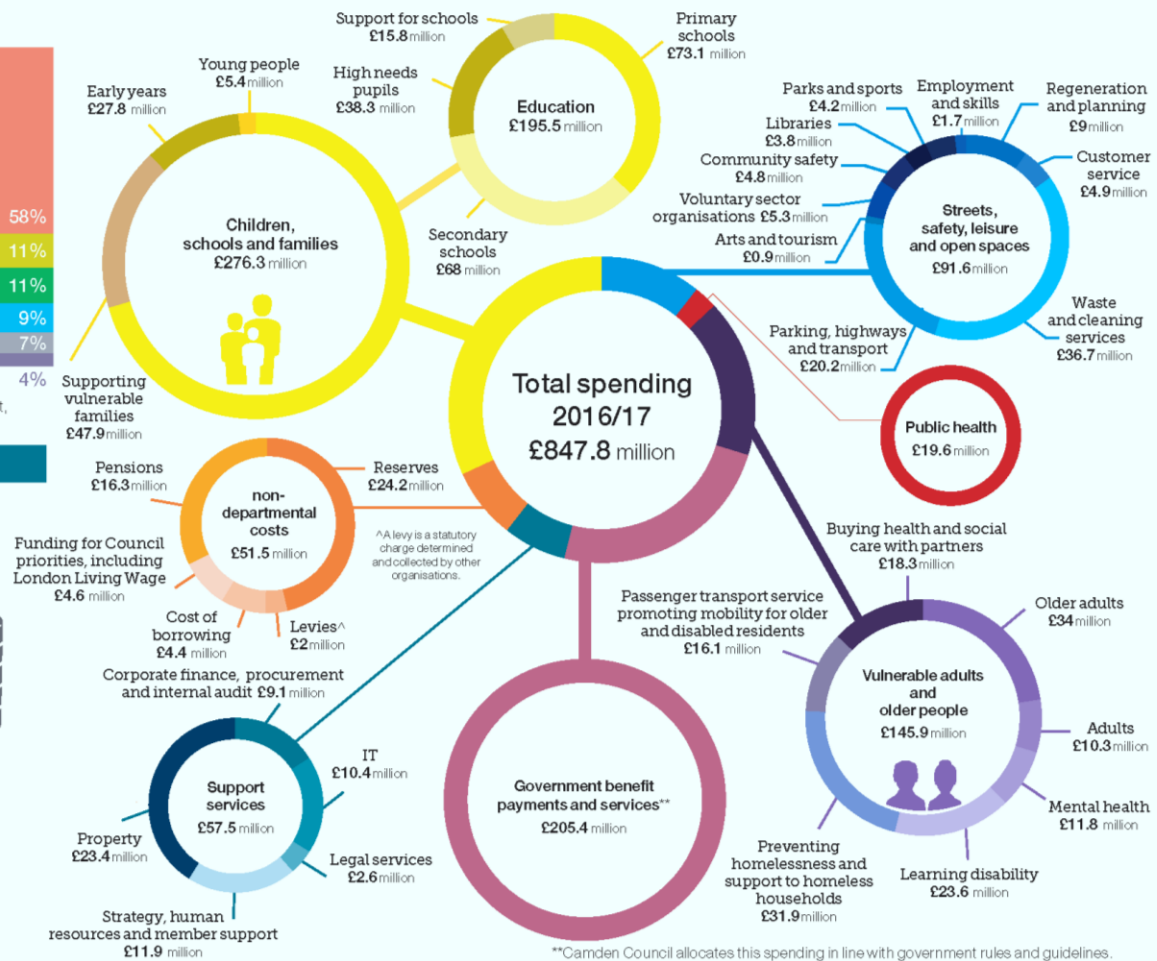 58%
11%
11%
9%
7%
4%
t,
Support for schools
£15.8 million
Primary
schools
£73.1 million
High needs
pupils
£38.3 million
Education
£195.5 million
Secondary
schools
£68 million
Young people
£5.4 million
Early years
£27.8 million
Children,
schools and families
£276.3 million
Supporting
vulnerable
families
£47.9 million
Parks and sports
£4.2 million
Employment
and skills
£1.7 million
Regeneration
and planning
£9 million
Libraries
£3.8 million
Customer
service
£4.9 million
Community safety
£4.8 million
Voluntary sector
organisations £5.3 million
Arts and tourism
£0.9 million
Streets,
safety, leisure
and open spaces
£91.6 million
Parking, highways
and transport
£20.2 million
Waste
and cleaning
services
£36.7 million
Total spending
2016/17
£847.8 million
Public health
£19.6 million
Pensions
£16.3 million
Reserves
£24.2 million
non-
departmental
costs
£51.5 million
^A levy is a statutory
charge determined
and collected by other
organisations.
Funding for Council
priorities, including
London Living Wage
£4.6 million
Cost of
borrowing
£4.4 million
Levies^
£2 million
Buying health and social
care with partners
£18.3 million
Passenger transport service
promoting mobility for older
and disabled residents
£16.1 million
Older adults
£34 million
Vulnerable adults
and
older people
£145.9 million
Adults
£10.3 million
Mental health
£11.8 million
Learning disability
£23.6 million
Preventing
homelessness and
support to homeless
households
£31.9 million
Corporate finance, procurement
and internal audit £9.1 million
IT
£10.4 million
Support
services
£57.5 million
Property
£23.4 million
Legal services
£2.6 million
Strategy, human
resources and member support
£11.9 million
Government benefit
payments and services**
£205.4 million
**Camden Council allocates this spending in line with government rules and guidelines.